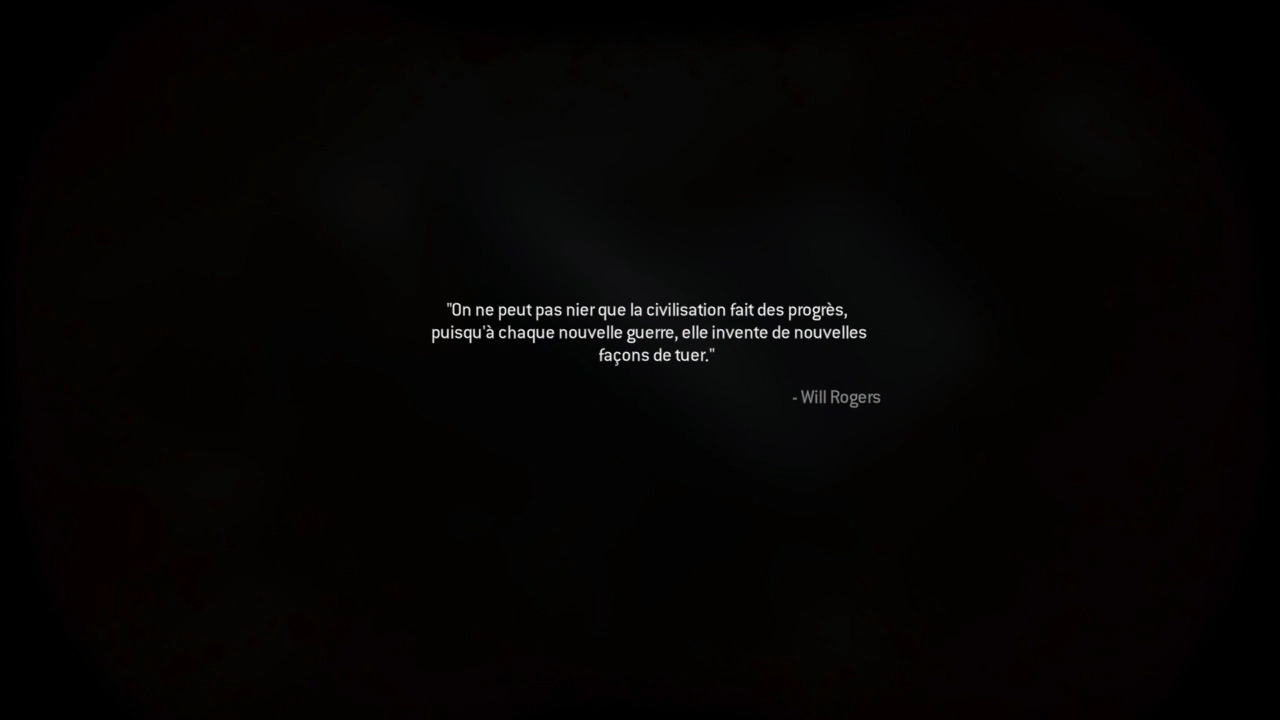 "On ne peut pas nier que la civilisation fait des progrès,
puisqu'à chaque nouvelle guerre, elle invente de nouvelles
façons de tuer."
- Will Rogers